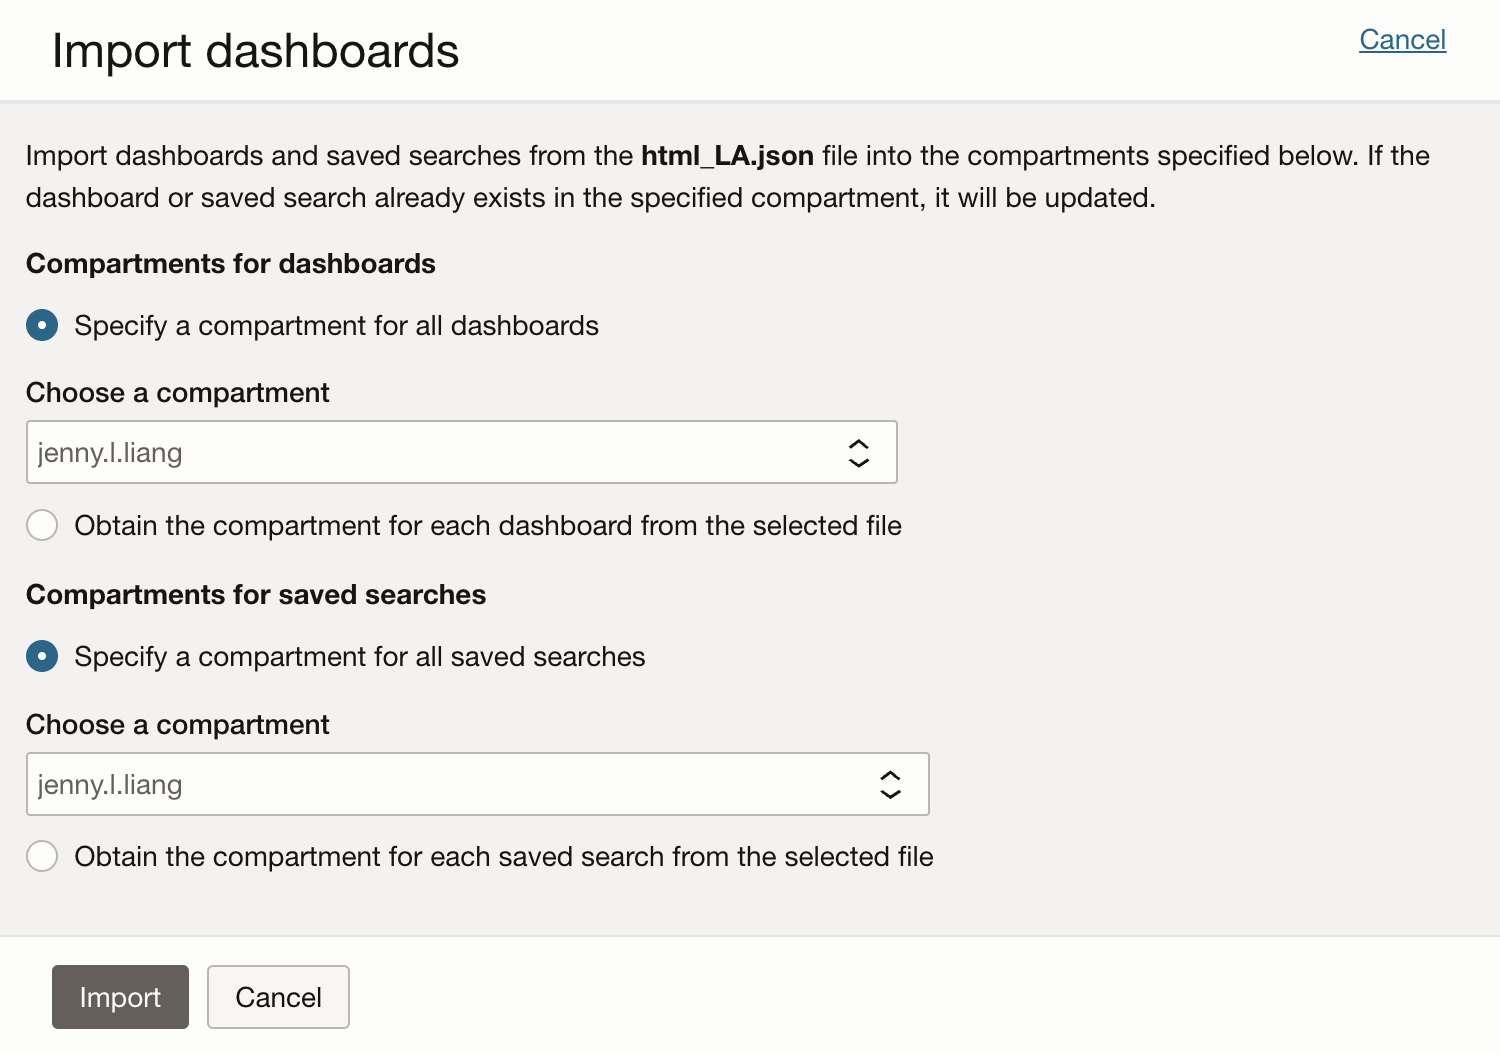 Import dashboards
Cancel
Import dashboards and saved searches from the html_LA.json file into the compartments specified below. If the
dashboard or saved search already exists in the specified compartment, it will be updated.
Compartments for dashboards
Specify a compartment for all dashboards
Choose a compartment
jenny.l.liang
Obtain the compartment for each dashboard from the selected file
Compartments for saved searches
Specify a compartment for all saved searches
Choose a compartment
jenny.l.liang
Obtain the compartment for each saved search from the selected file
Import
Cancel